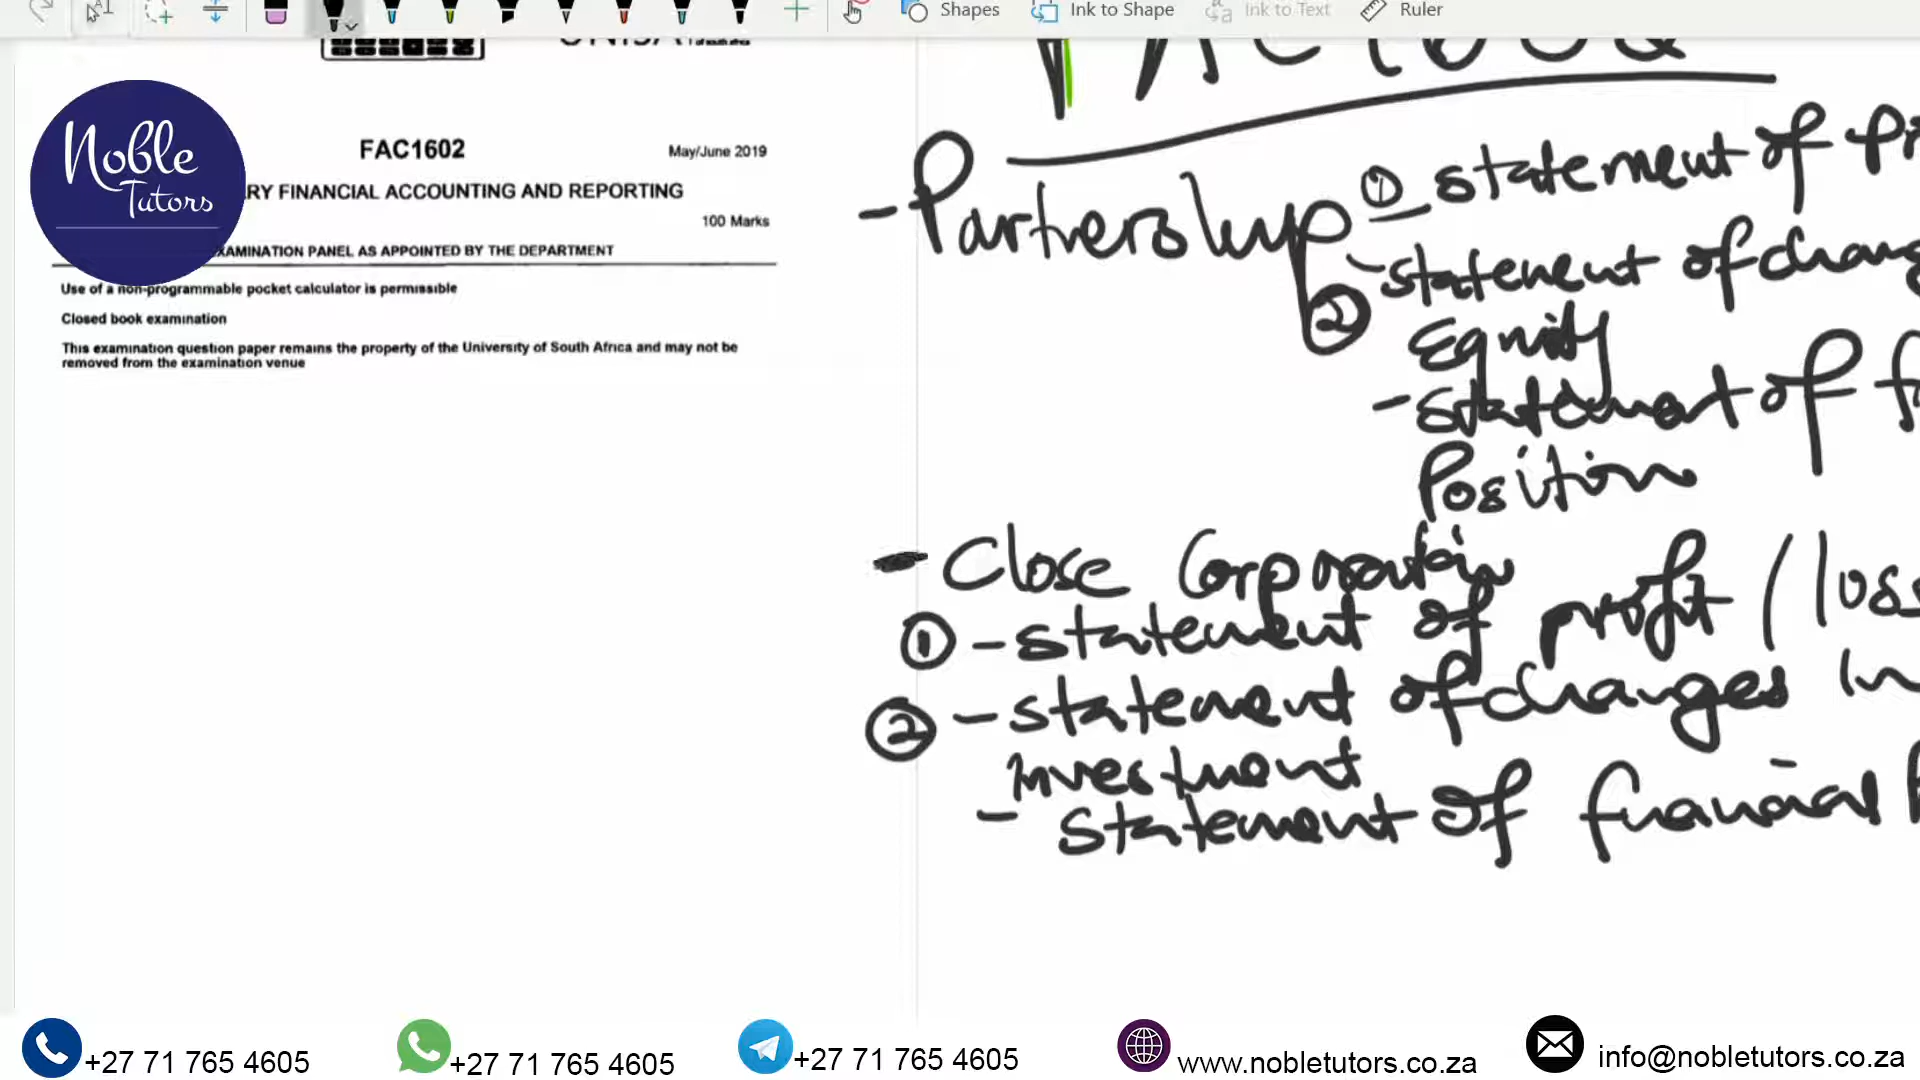 Shapes
Ink to Shape
Ink to Text
Ruler
FAC1602
May/June 2019
RY FINANCIAL ACCOUNTING AND REPORTING
100 Marks
AMINATION PANEL AS APPOINTED BY THE DEPARTMENT
Use of a non-programmable pocket calculator is permissible
Closed book examination
This examination question paper remains the property of the University of South Africa and may not be
removed from the examination venue
Noble
Tutors
- Partnership ① statement of
- statement of
② Equity
- statement of
Position
- Close Corporation
① - statement of profit / loss
② - statement of changes in
investment
- statement of financial
+27 71 765 4605
+27 71 765 4605
+27 71 765 4605
www.nobletutors.co.za
info@nobletutors.co.za